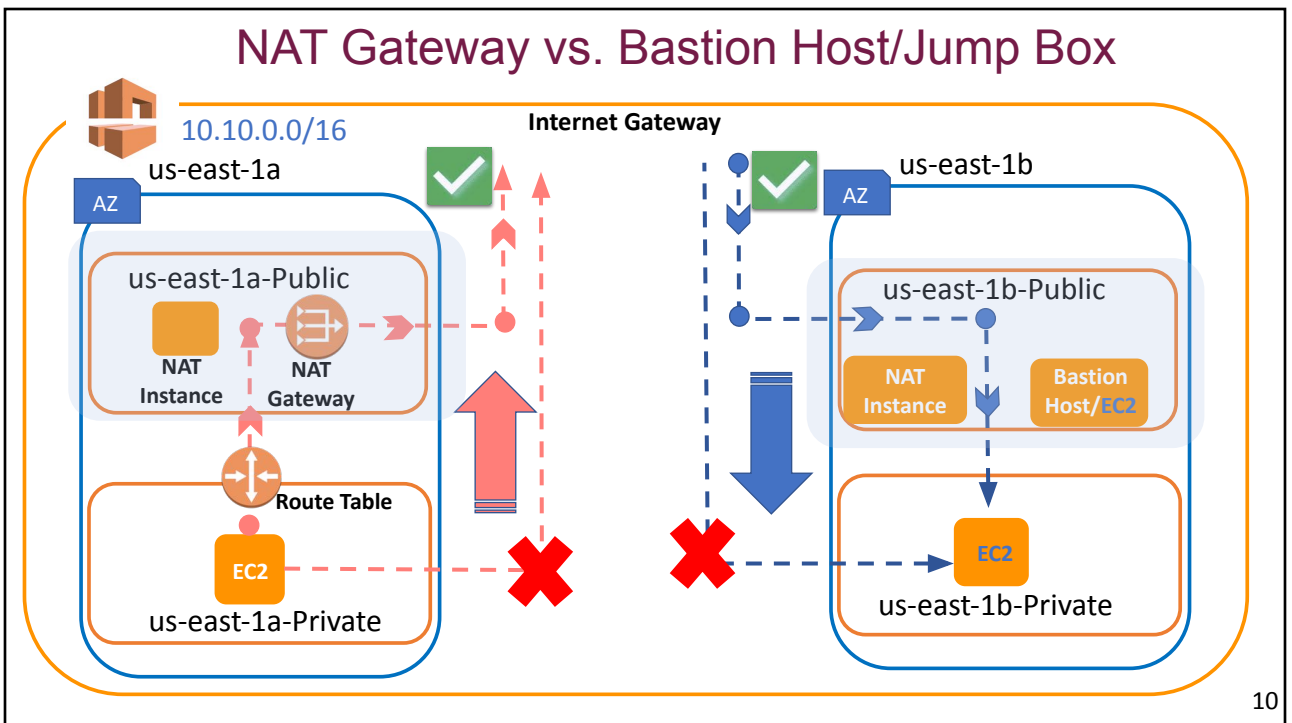 NAT Gateway vs. Bastion Host/Jump Box
10.10.0.0/16
Internet Gateway
us-east-1a
AZ
us-east-1a-Public
NAT
Instance
NAT
Gateway
Route Table
EC2
us-east-1a-Private
us-east-1b
AZ
us-east-1b-Public
NAT
Instance
Bastion
Host/EC2
EC2
us-east-1b-Private
10